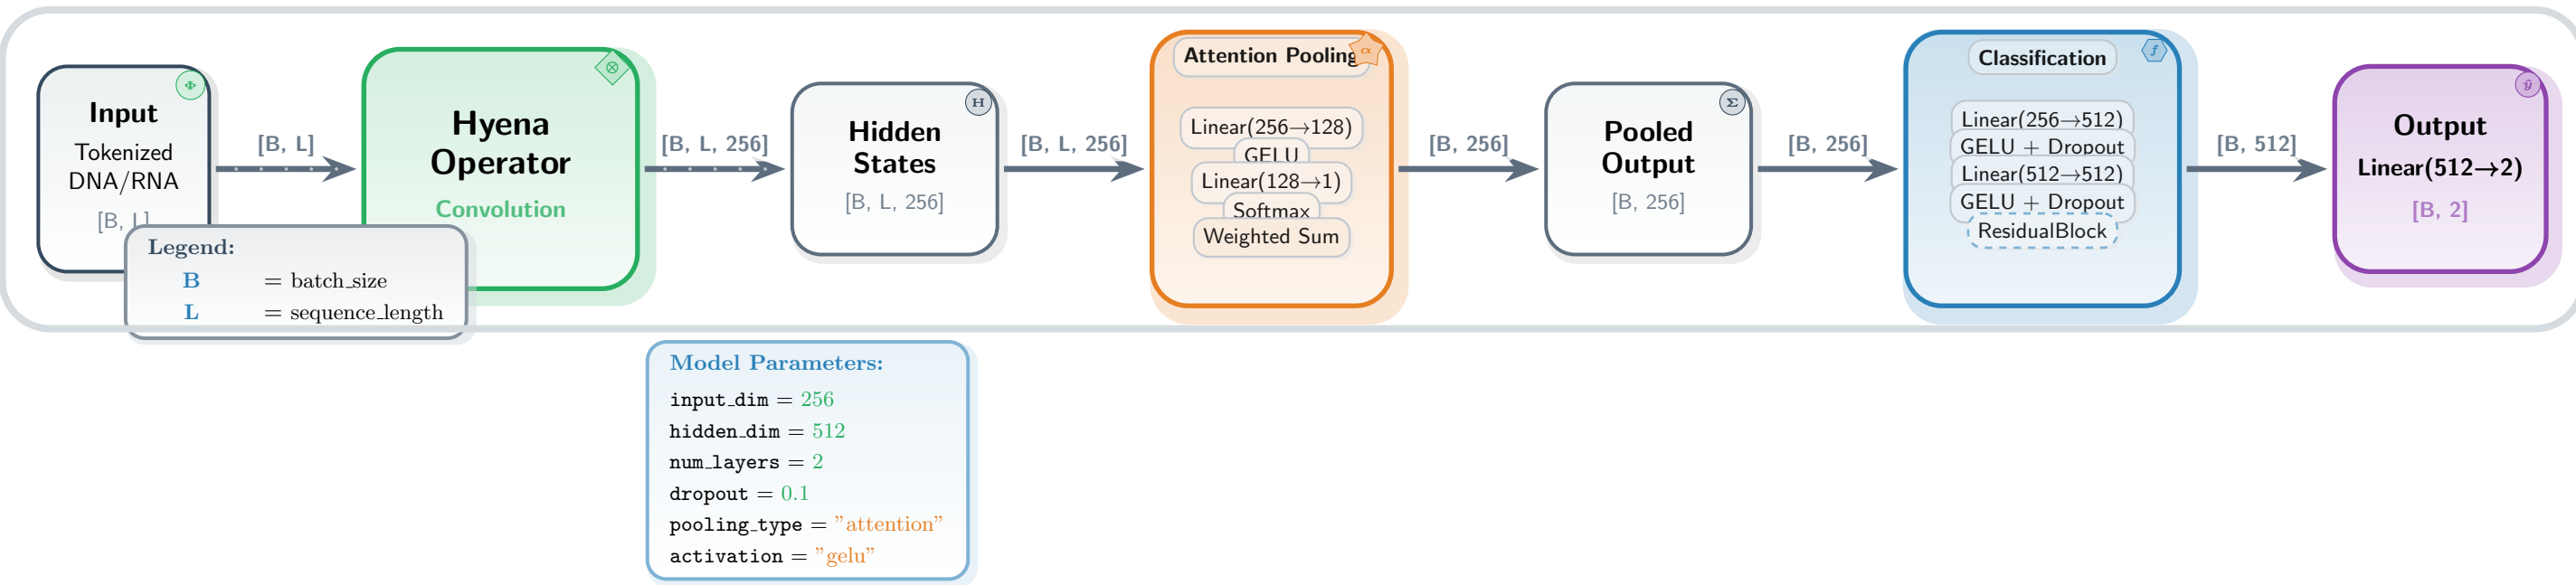 Input
Φ
Tokenized
DNA/RNA
[B, L]
[B, L]
⊗
Hyena
Operator
Convolution
[B, L, 256]
H
Hidden
States
[B, L, 256]
[B, L, 256]
Attention Pooling
α
Linear(256→128)
GELU
Linear(128→1)
Softmax
Weighted Sum
[B, 256]
Σ
Pooled
Output
[B, 256]
[B, 256]
Classification
f
Linear(256→512)
GELU + Dropout
Linear(512→512)
GELU + Dropout
ResidualBlock
[B, 512]
ŷ
Output
Linear(512→2)
[B, 2]
Legend:
B = batch_size
L = sequence_length
Model Parameters:
input_dim = 256
hidden_dim = 512
num_layers = 2
dropout = 0.1
pooling_type = ”attention”
activation = ”gelu”